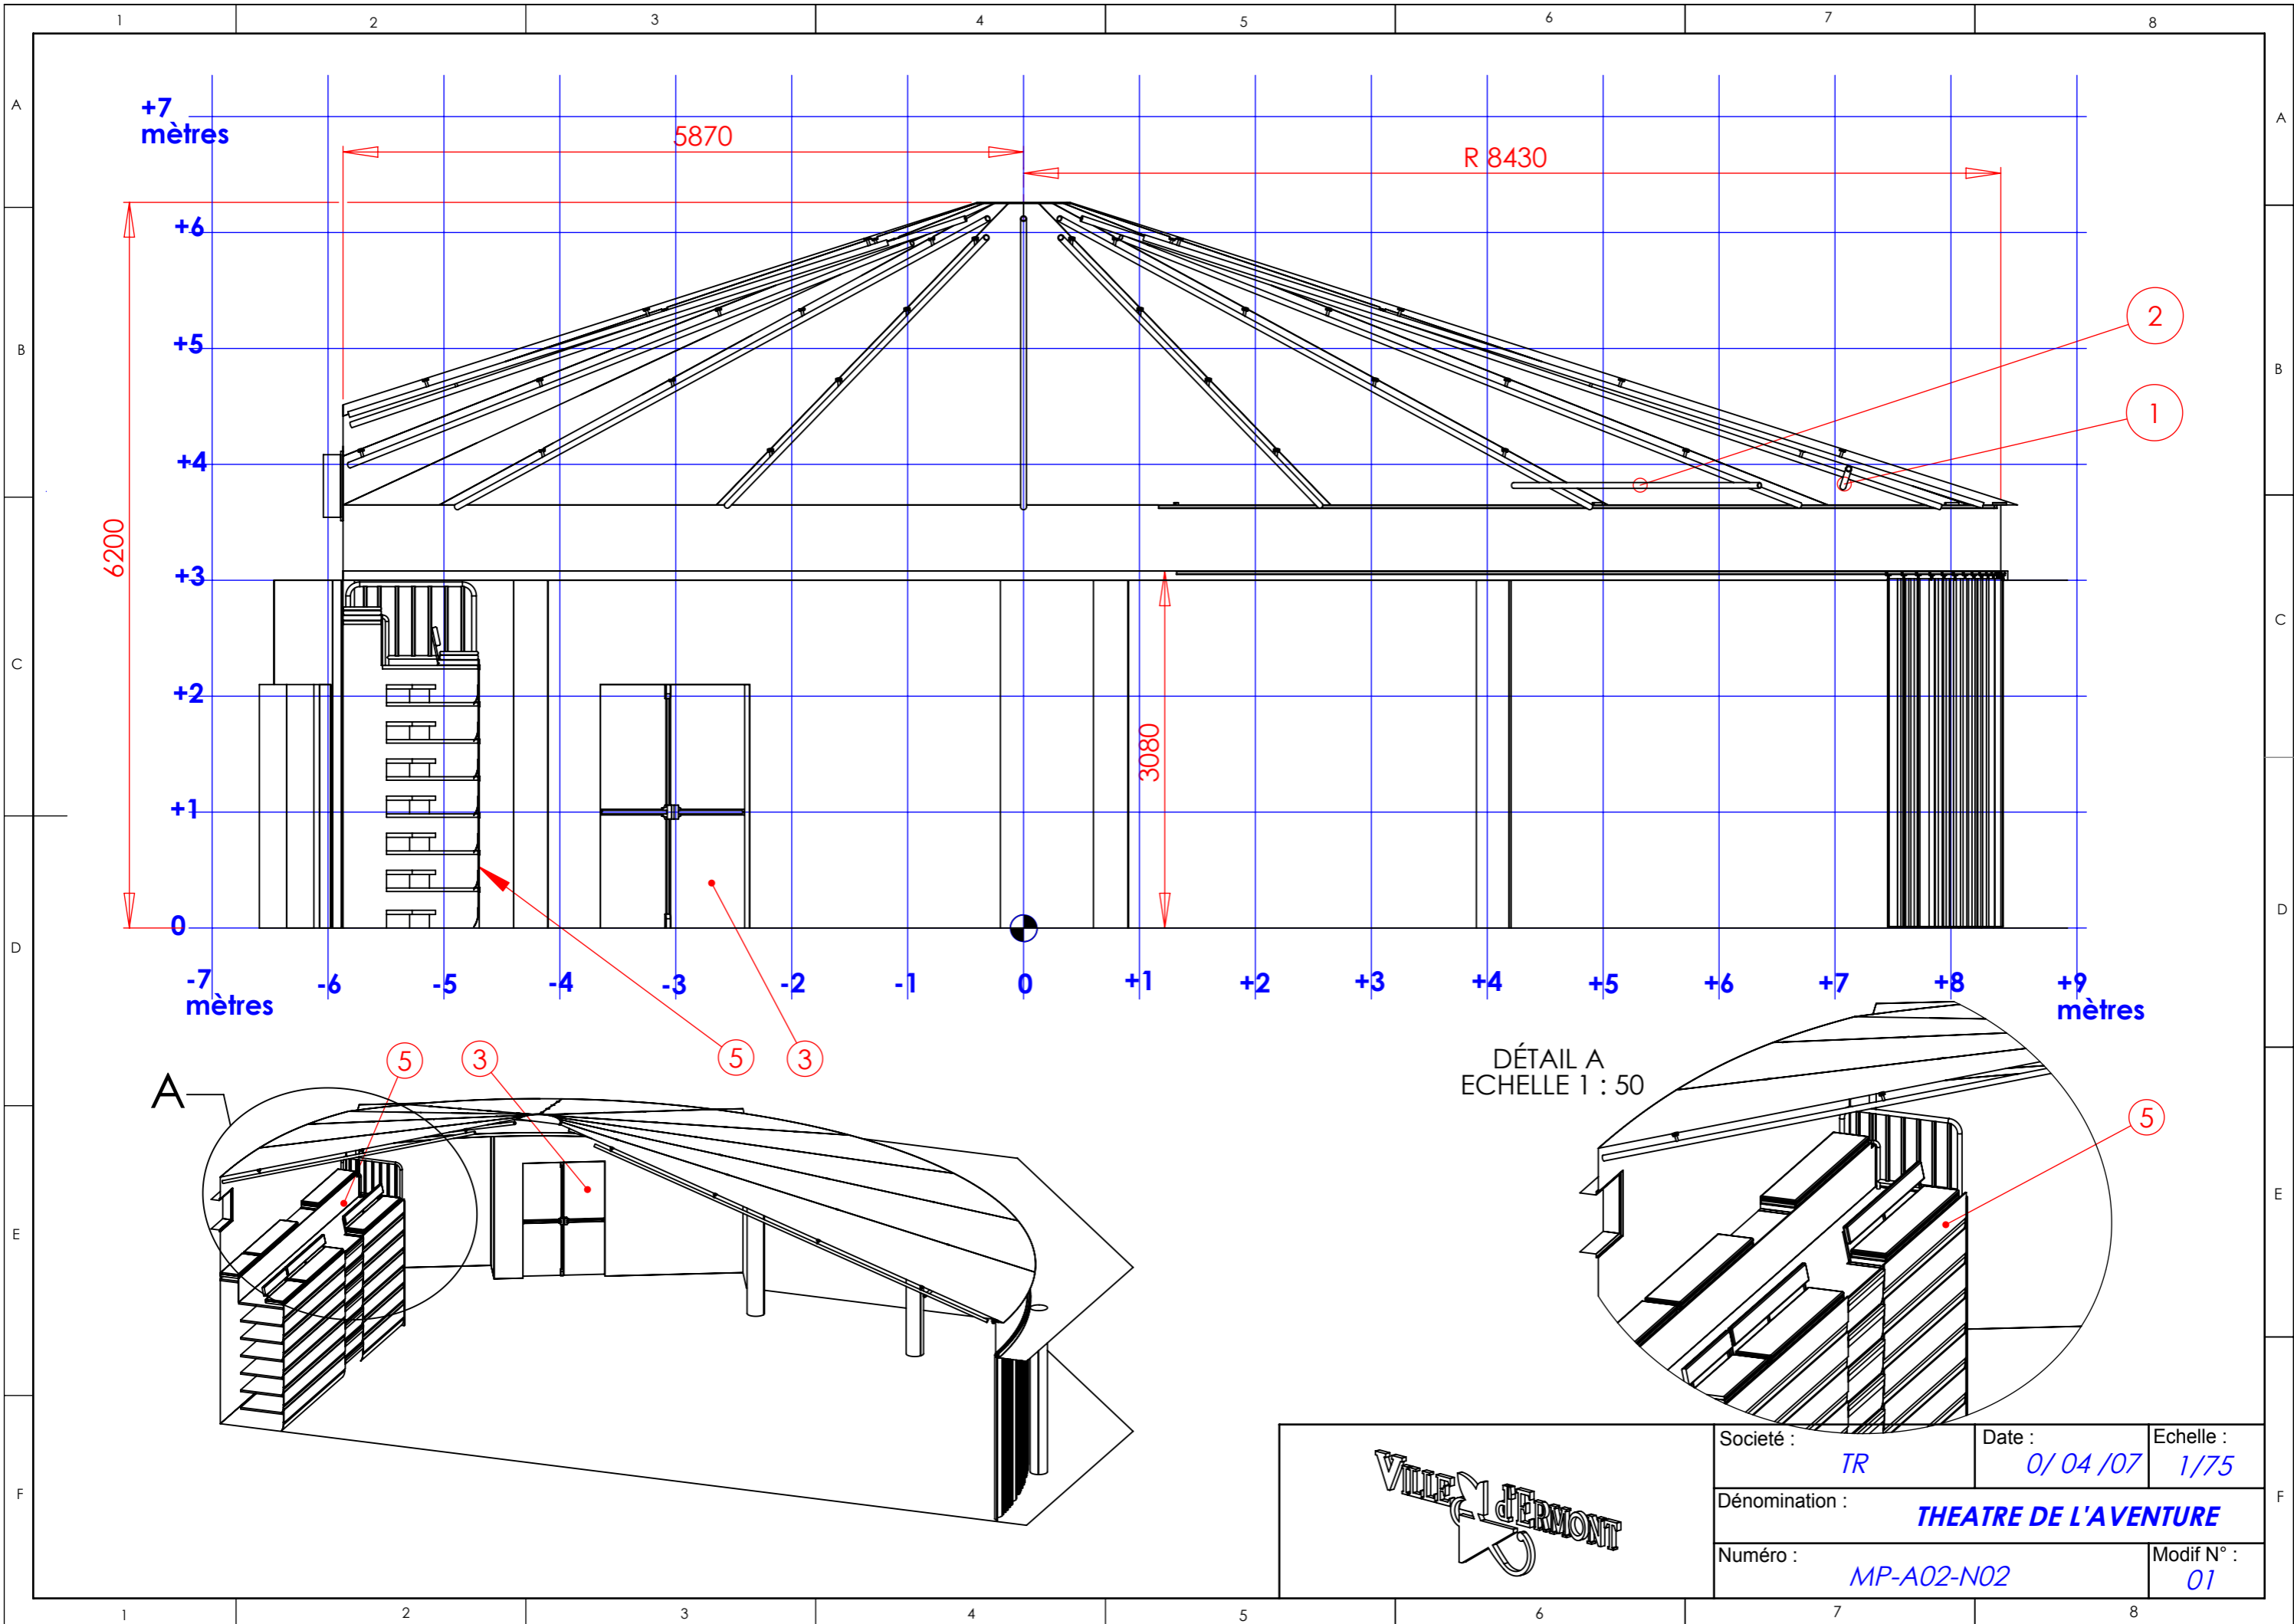 1 2 3 4 5 6 7 8
A A
+7
mètres
5870
R 8430
+6
2
+5
B B
1
+4
6200
+3
C C
+2
3080
+1
0
D D
-7 -6 -5 -4 -3 -2 -1 0 +1 +2 +3 +4 +5 +6 +7 +8 +9
mètres mètres
5 3 5 3
A
DÉTAIL A
ECHELLE 1 : 50
5
E E
VILLE d'ERMONT
Societé :
TR
Date :
0/ 04 /07
Echelle :
1/75
Dénomination :
THEATRE DE L'AVENTURE
Numéro :
MP-A02-N02
Modif N° :
01
F F
1 2 3 4 5 6 7 8